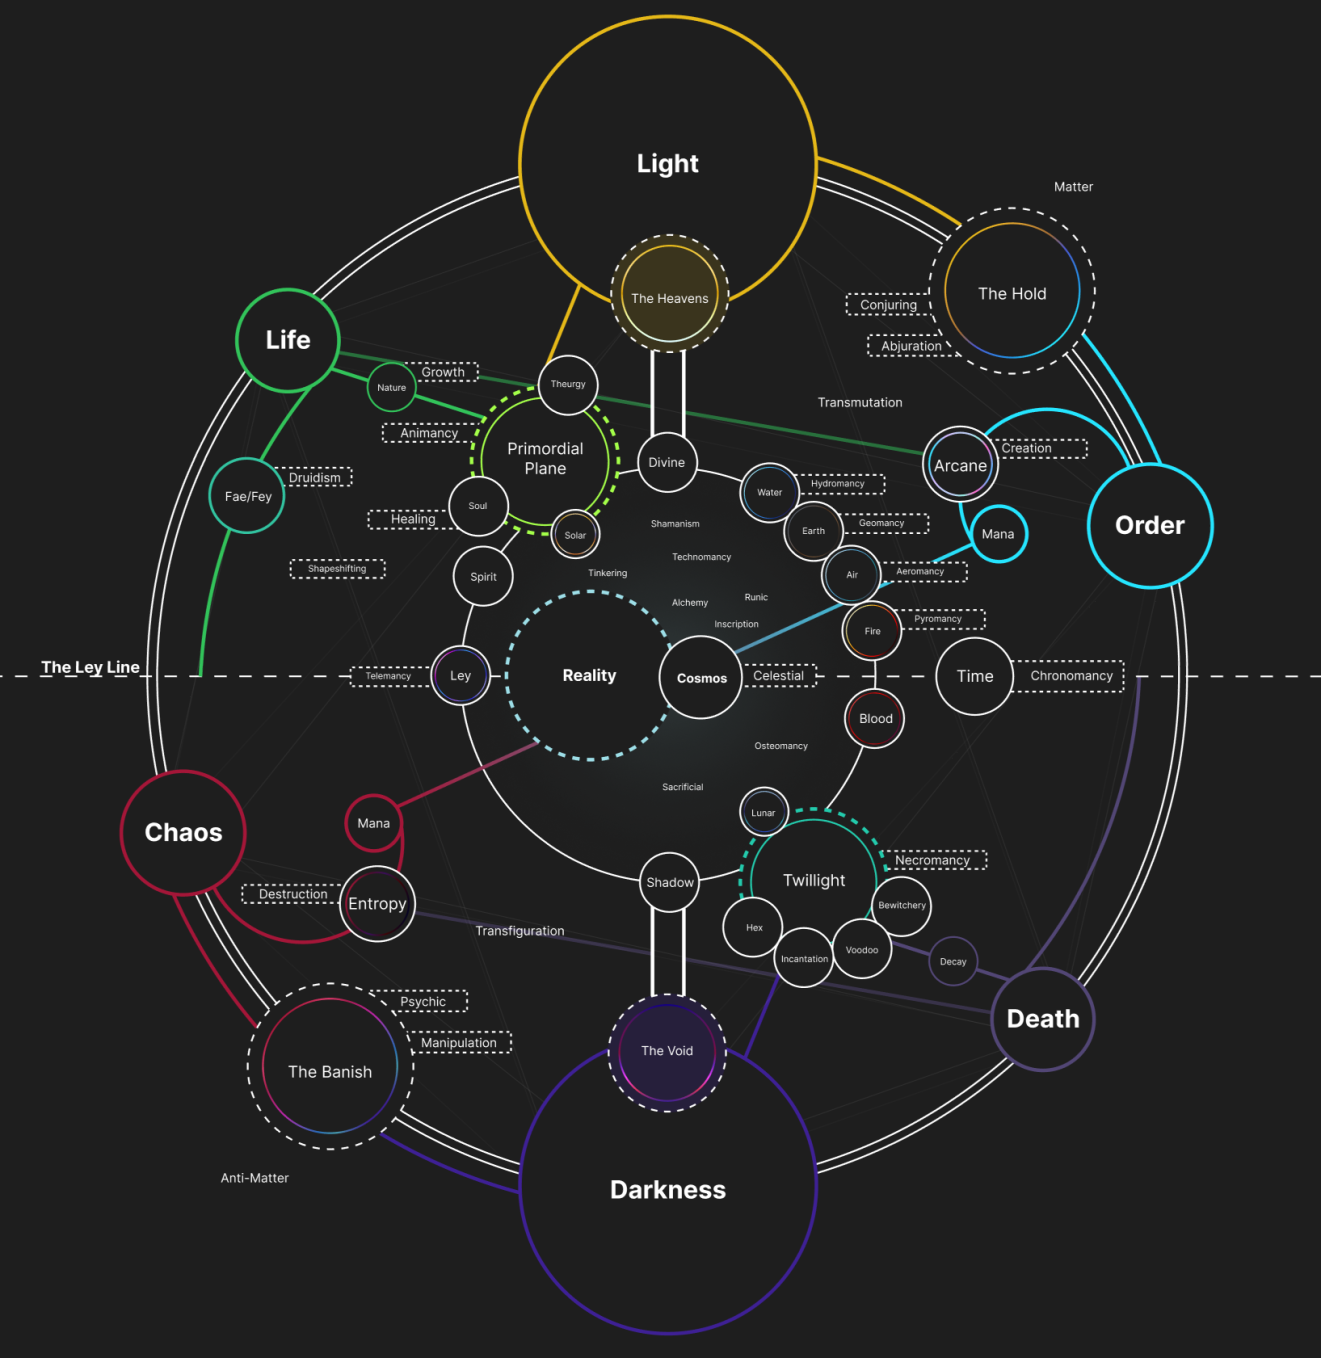 Light
Matter
The Hold
The Heavens
Conjuring
Life
Abjuration
Growth
Theurgy
Nature
Transmutation
Animancy
Primordial
Plane
Creation
Divine
Arcane
Druidism
Hydromancy
Water
Fae/Fey
Soul
Healing
Shamanism
Geomancy
Order
Earth
Solar
Mana
Technomancy
Shapeshifting
Tinkering
Aeromancy
Air
Spirit
Runic
Alchemy
Inscription
Pyromancy
Fire
The Ley Line
Telemancy
Ley
Reality
Cosmos
Celestial
Time
Chronomancy
Blood
Osteomancy
Sacrificial
Lunar
Mana
Chaos
Necromancy
Twillight
Shadow
Destruction
Entropy
Bewitchery
Hex
Transfiguration
Voodoo
Incantation
Decay
Psychic
Death
Manipulation
The Void
The Banish
Anti-Matter
Darkness